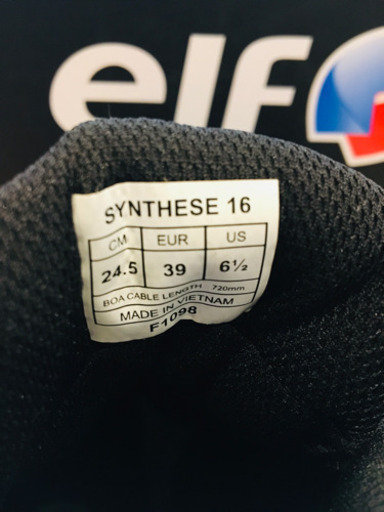 elf
SYNTHESE 16
CM EUR US
24.5 39 6½
BOA CABLE LENGTH 720mm
MADE IN VIETNAM
F1098